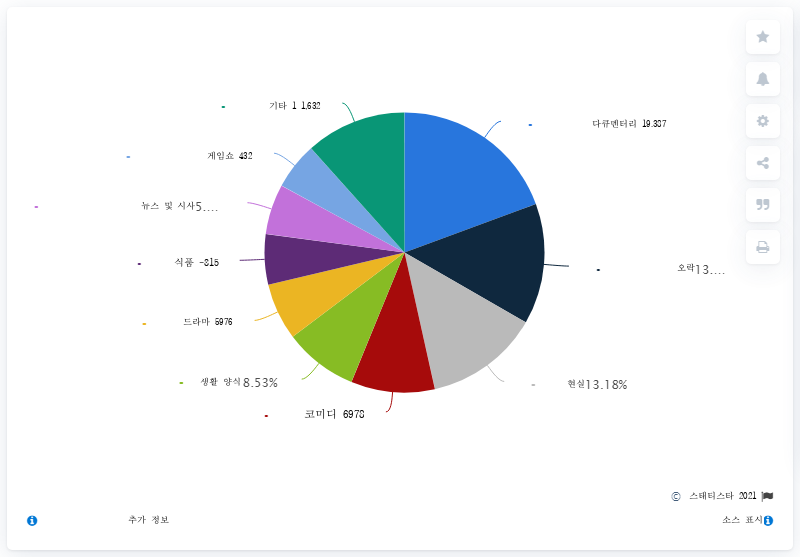 기타 1 1.632
다큐멘터리 19.387
게임쇼 432
뉴스 및 시사5....
식품 -815
오락13....
드라마 5976
생활 양식8.53%
현실13.18%
코미디 6978
© 스태티스타 2021
추가 정보
소스 표시